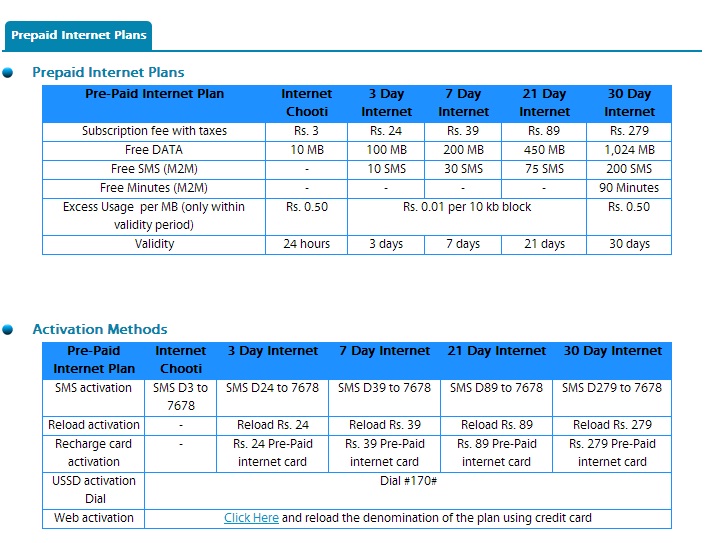 Prepaid Internet Plans
Prepaid Internet Plans
Pre-Paid Internet Plan Internet Chooti 3 Day Internet 7 Day Internet 21 Day Internet 30 Day Internet
Subscription fee with taxes Rs. 3 Rs. 24 Rs. 39 Rs. 89 Rs. 279
Free DATA 10 MB 100 MB 200 MB 450 MB 1,024 MB
Free SMS (M2M) - 10 SMS 30 SMS 75 SMS 200 SMS
Free Minutes (M2M) - - - - 90 Minutes
Excess Usage per MB (only within validity period) Rs. 0.50 Rs. 0.01 per 10 kb block Rs. 0.50
Validity 24 hours 3 days 7 days 21 days 30 days
Activation Methods
Pre-Paid Internet Plan Internet Chooti 3 Day Internet 7 Day Internet 21 Day Internet 30 Day Internet
SMS activation SMS D3 to 7678 SMS D24 to 7678 SMS D39 to 7678 SMS D89 to 7678 SMS D279 to 7678
Reload activation - Reload Rs. 24 Reload Rs. 39 Reload Rs. 89 Reload Rs. 279
Recharge card activation - Rs. 24 Pre-Paid internet card Rs. 39 Pre-Paid internet card Rs. 89 Pre-Paid internet card Rs. 279 Pre-Paid internet card
USSD activation Dial Dial #170#
Web activation Click Here and reload the denomination of the plan using credit card